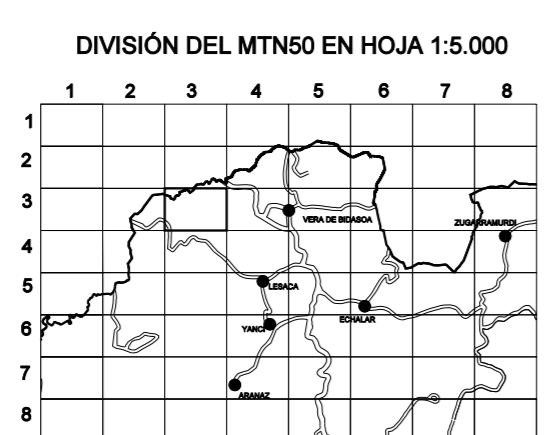 DIVISIÓN DEL MTN50 EN HOJA 1:5.000
1 2 3 4 5 6 7 8
1
2
3
VERA DE BIDASOA
ZUGARRAMURDI
4
5
LESACA
ECHALAR
6
YANCI
7
ARANAZ
8